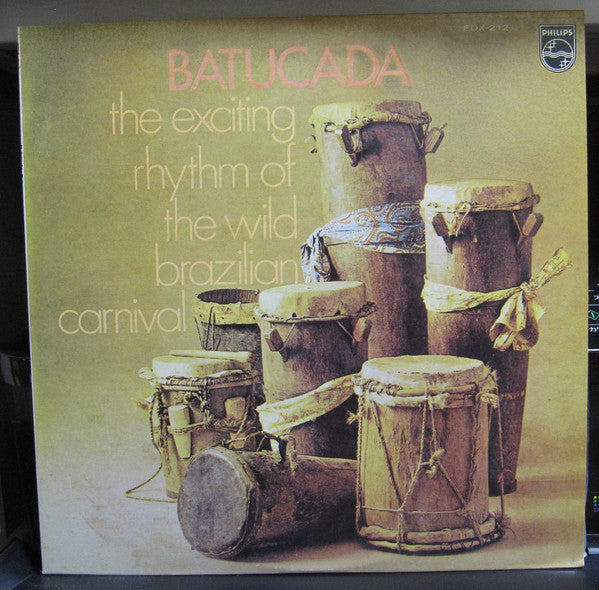 FDX-212
PHILIPS
BATUCADA
the exciting
rhythm of
the wild
brazilian
carnival